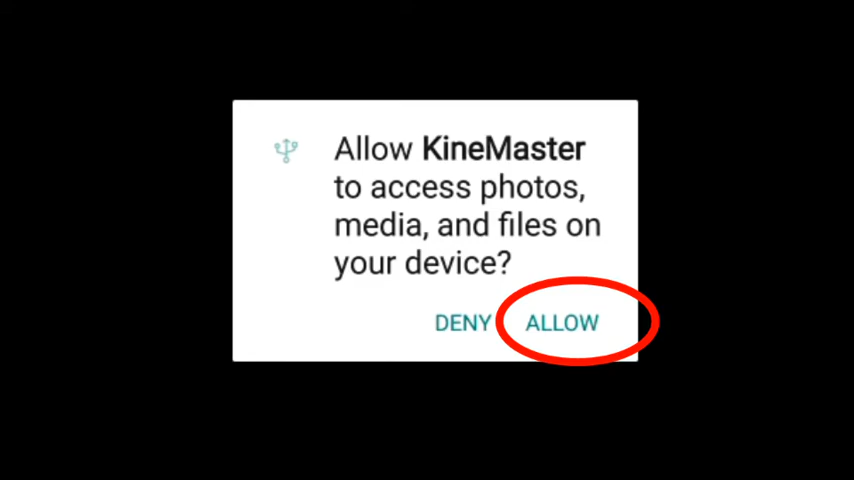 Allow KineMaster
to access photos,
media, and files on
your device?
DENY ALLOW